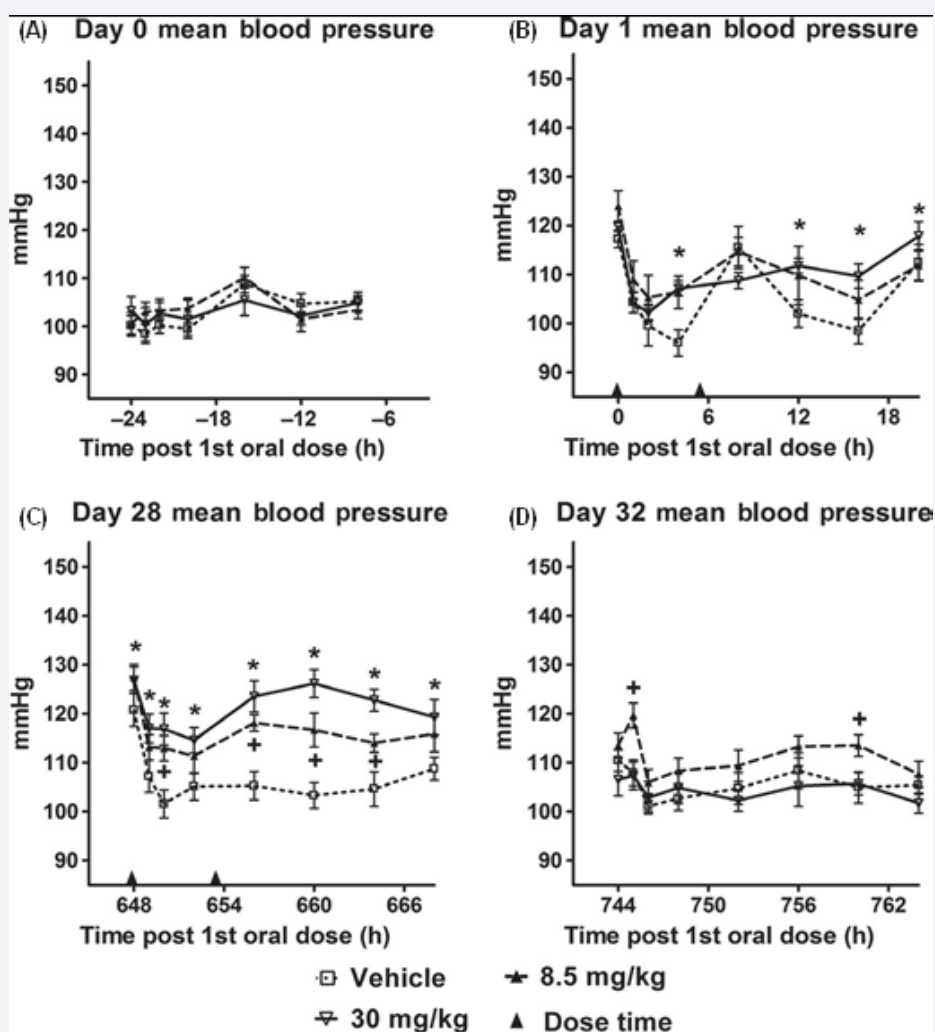 (A) Day 0 mean blood pressure
150
140
130
120
110
100
90
mmHg
–24 –18 –12 –6
Time post 1st oral dose (h)
(B) Day 1 mean blood pressure
150
140
130
120
110
100
90
mmHg
* * * *
0 6 12 18
Time post 1st oral dose (h)
(C) Day 28 mean blood pressure
150
140
130
120
110
100
90
mmHg
* * * * * * * *
+ + + +
648 654 660 666
Time post 1st oral dose (h)
(D) Day 32 mean blood pressure
150
140
130
120
110
100
90
mmHg
+ +
744 750 756 762
Time post 1st oral dose (h)
Vehicle 8.5 mg/kg
30 mg/kg Dose time